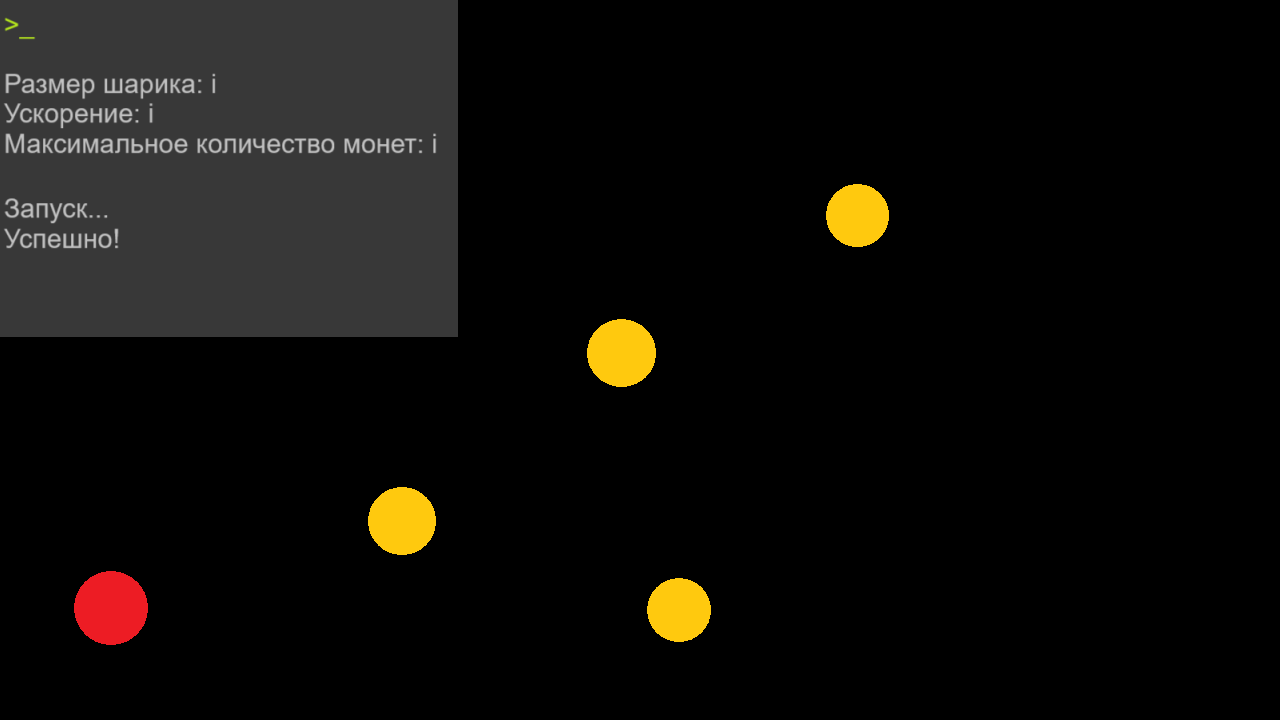 >_
Размер шарика: i
Ускорение: i
Максимальное количество монет: i
Запуск...
Успешно!